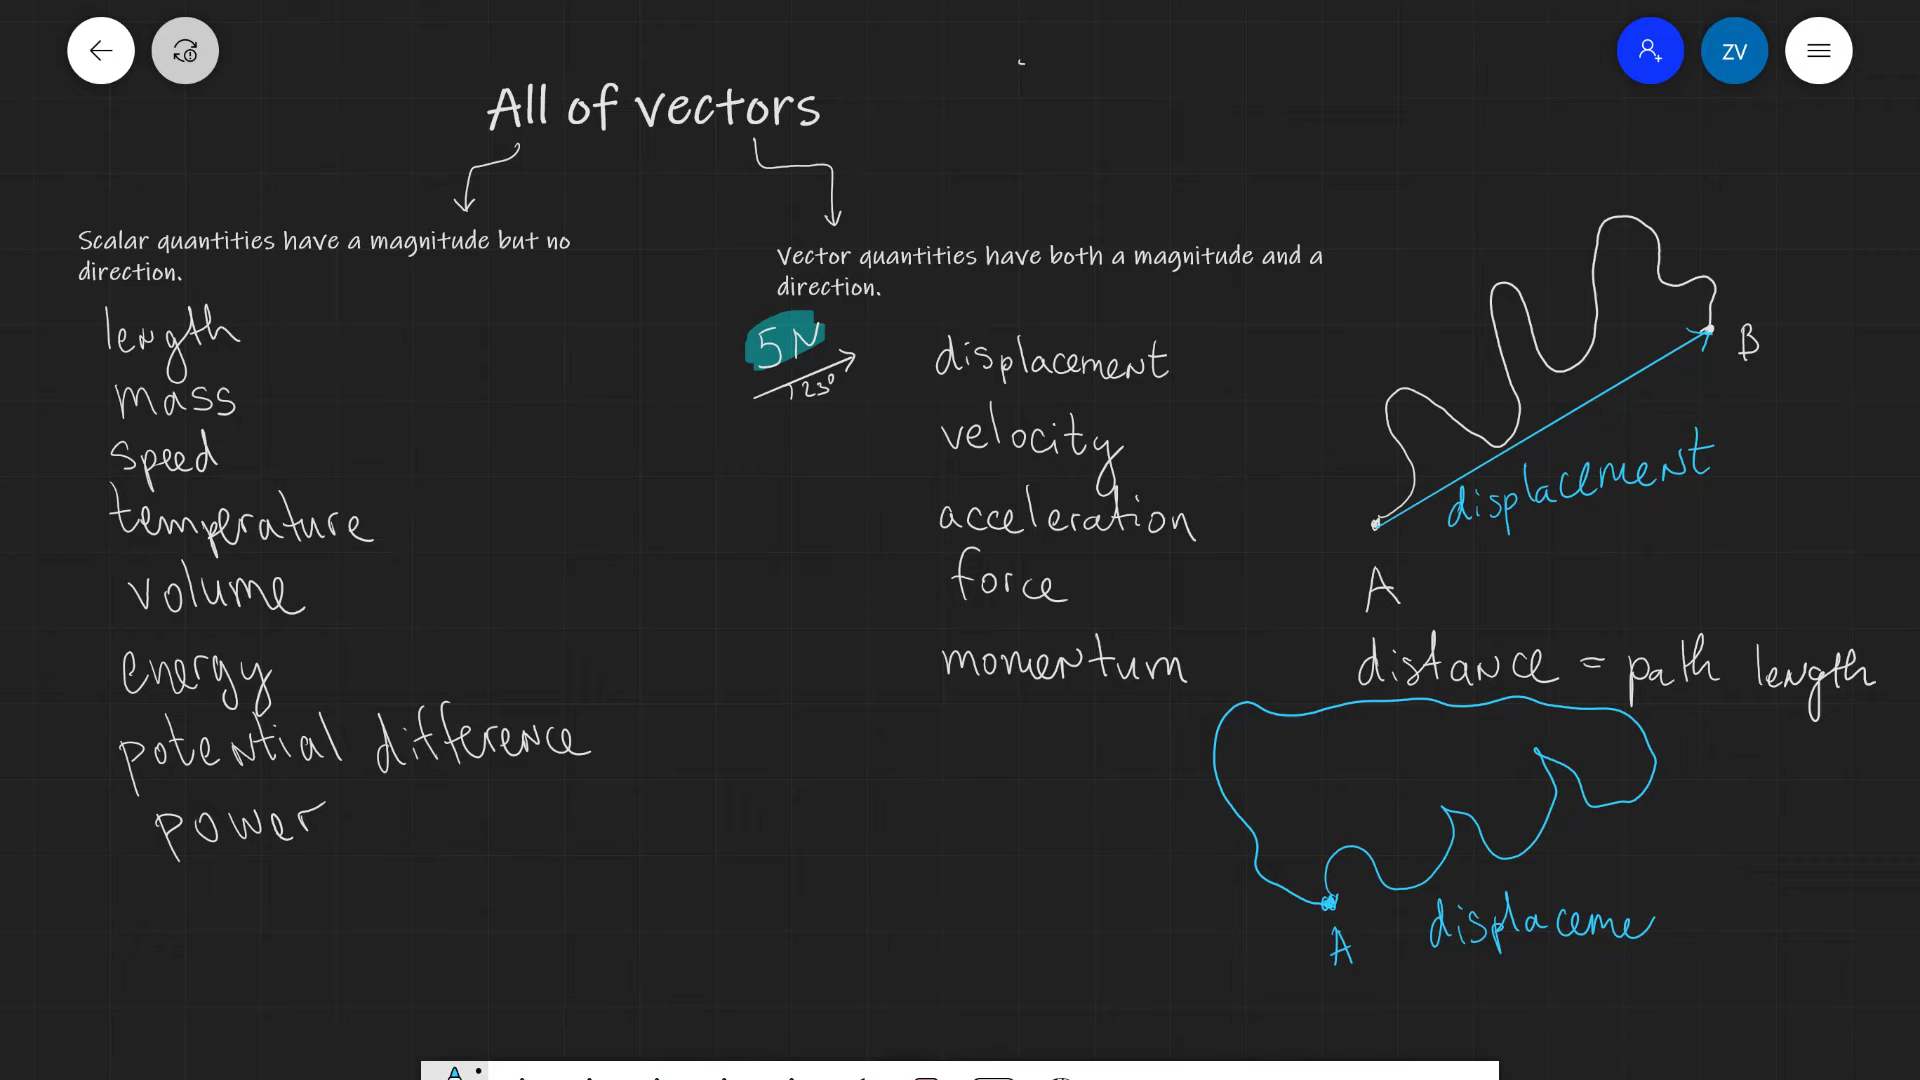 ZV
All of vectors
Scalar quantities have a magnitude but no
direction.
length
mass
speed
temperature
volume
energy
potential difference
power
Vector quantities have both a magnitude and a
direction.
5N
23°
displacement
velocity
acceleration
force
momentum
B
displacement
A
distance = path length
A
displaceme